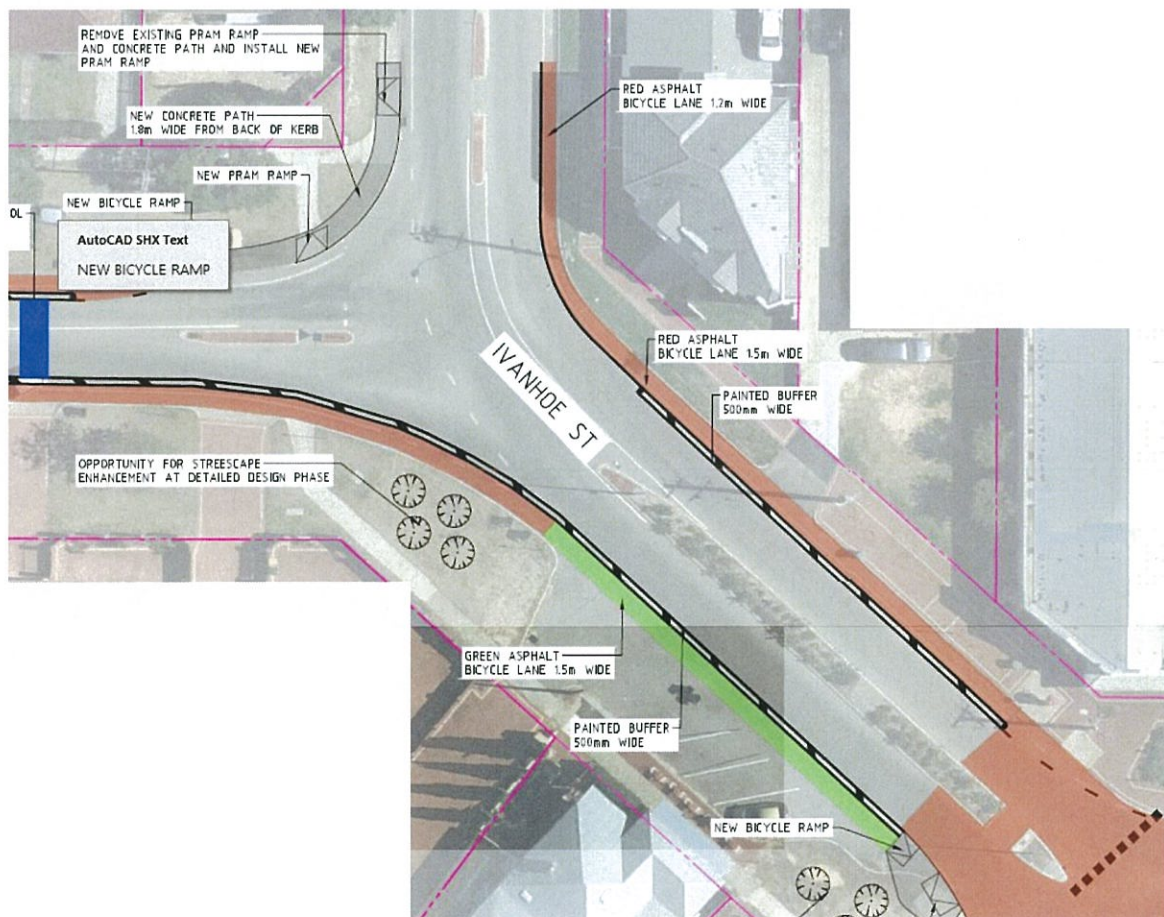 REMOVE EXISTING PRAM RAMP
AND CONCRETE PATH AND INSTALL NEW
PRAM RAMP
RED ASPHALT
BICYCLE LANE 1.2m WIDE
NEW CONCRETE PATH
1.8m WIDE FROM BACK OF KERB
NEW PRAM RAMP
NEW BICYCLE RAMP
OL
AutoCAD SHX Text
NEW BICYCLE RAMP
RED ASPHALT
BICYCLE LANE 1.5m WIDE
IVANHOE ST
PAINTED BUFFER
500mm WIDE
OPPORTUNITY FOR STREESCAPE
ENHANCEMENT AT DETAILED DESIGN PHASE
GREEN ASPHALT
BICYCLE LANE 1.5m WIDE
PAINTED BUFFER
500mm WIDE
NEW BICYCLE RAMP